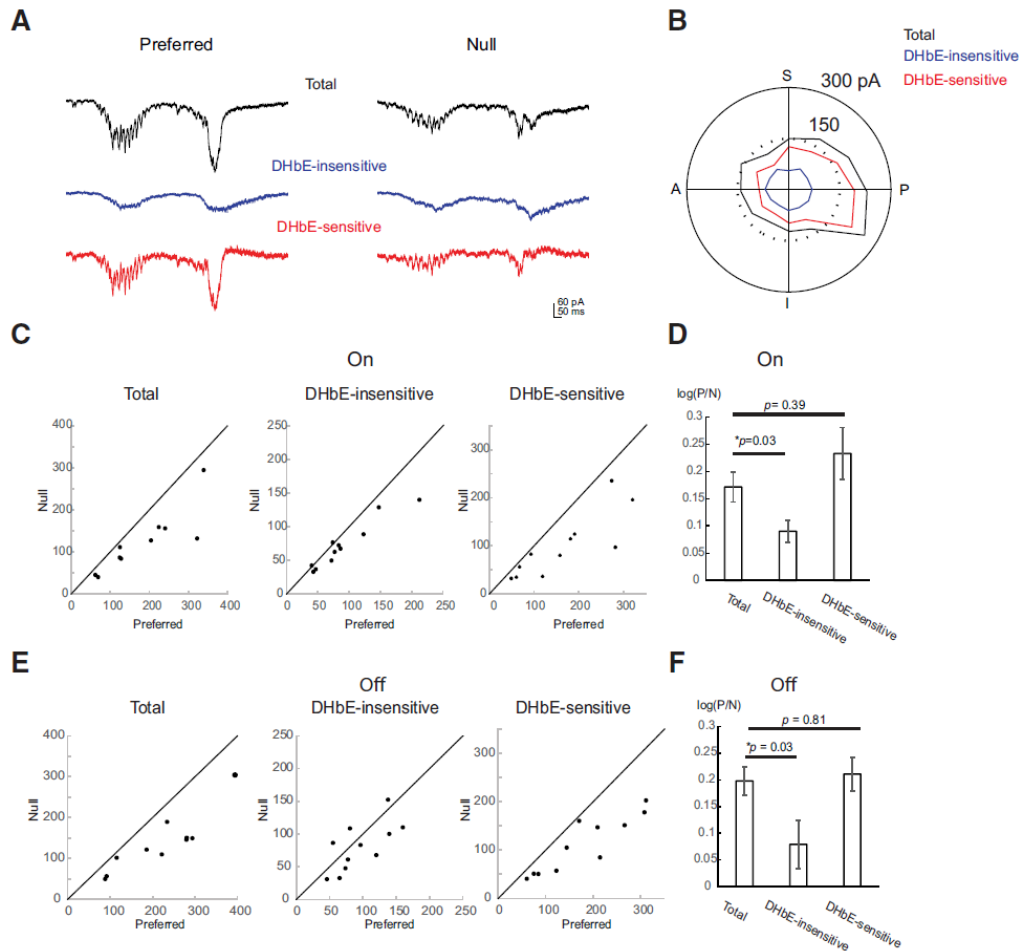 A
Preferred
Null
Total
DHbE-insensitive
DHbE-sensitive
60 pA
50 ms
B
Total
DHbE-insensitive
DHbE-sensitive
S
300 pA
150
A
P
I
C
On
Total
DHbE-insensitive
DHbE-sensitive
400
300
200
100
0
Null
0 100 200 300 400
Preferred
250
200
150
100
50
0
Null
0 50 100 150 200 250
Preferred
300
200
100
0
Null
0 100 200 300
Preferred
D
On
log(P/N)
0.3
0.25
0.2
0.15
0.1
0.05
0
p= 0.39
*p=0.03
Total
DHbE-insensitive
DHbE-sensitive
E
Off
Total
DHbE-insensitive
DHbE-sensitive
400
300
200
100
0
Null
0 100 200 300 400
Preferred
250
200
150
100
50
0
Null
0 50 100 150 200 250
Preferred
300
200
100
0
Null
0 100 200 300
Preferred
F
Off
log(P/N)
0.3
0.25
0.2
0.15
0.1
0.05
0
p = 0.81
*p = 0.03
Total
DHbE-insensitive
DHbE-sensitive